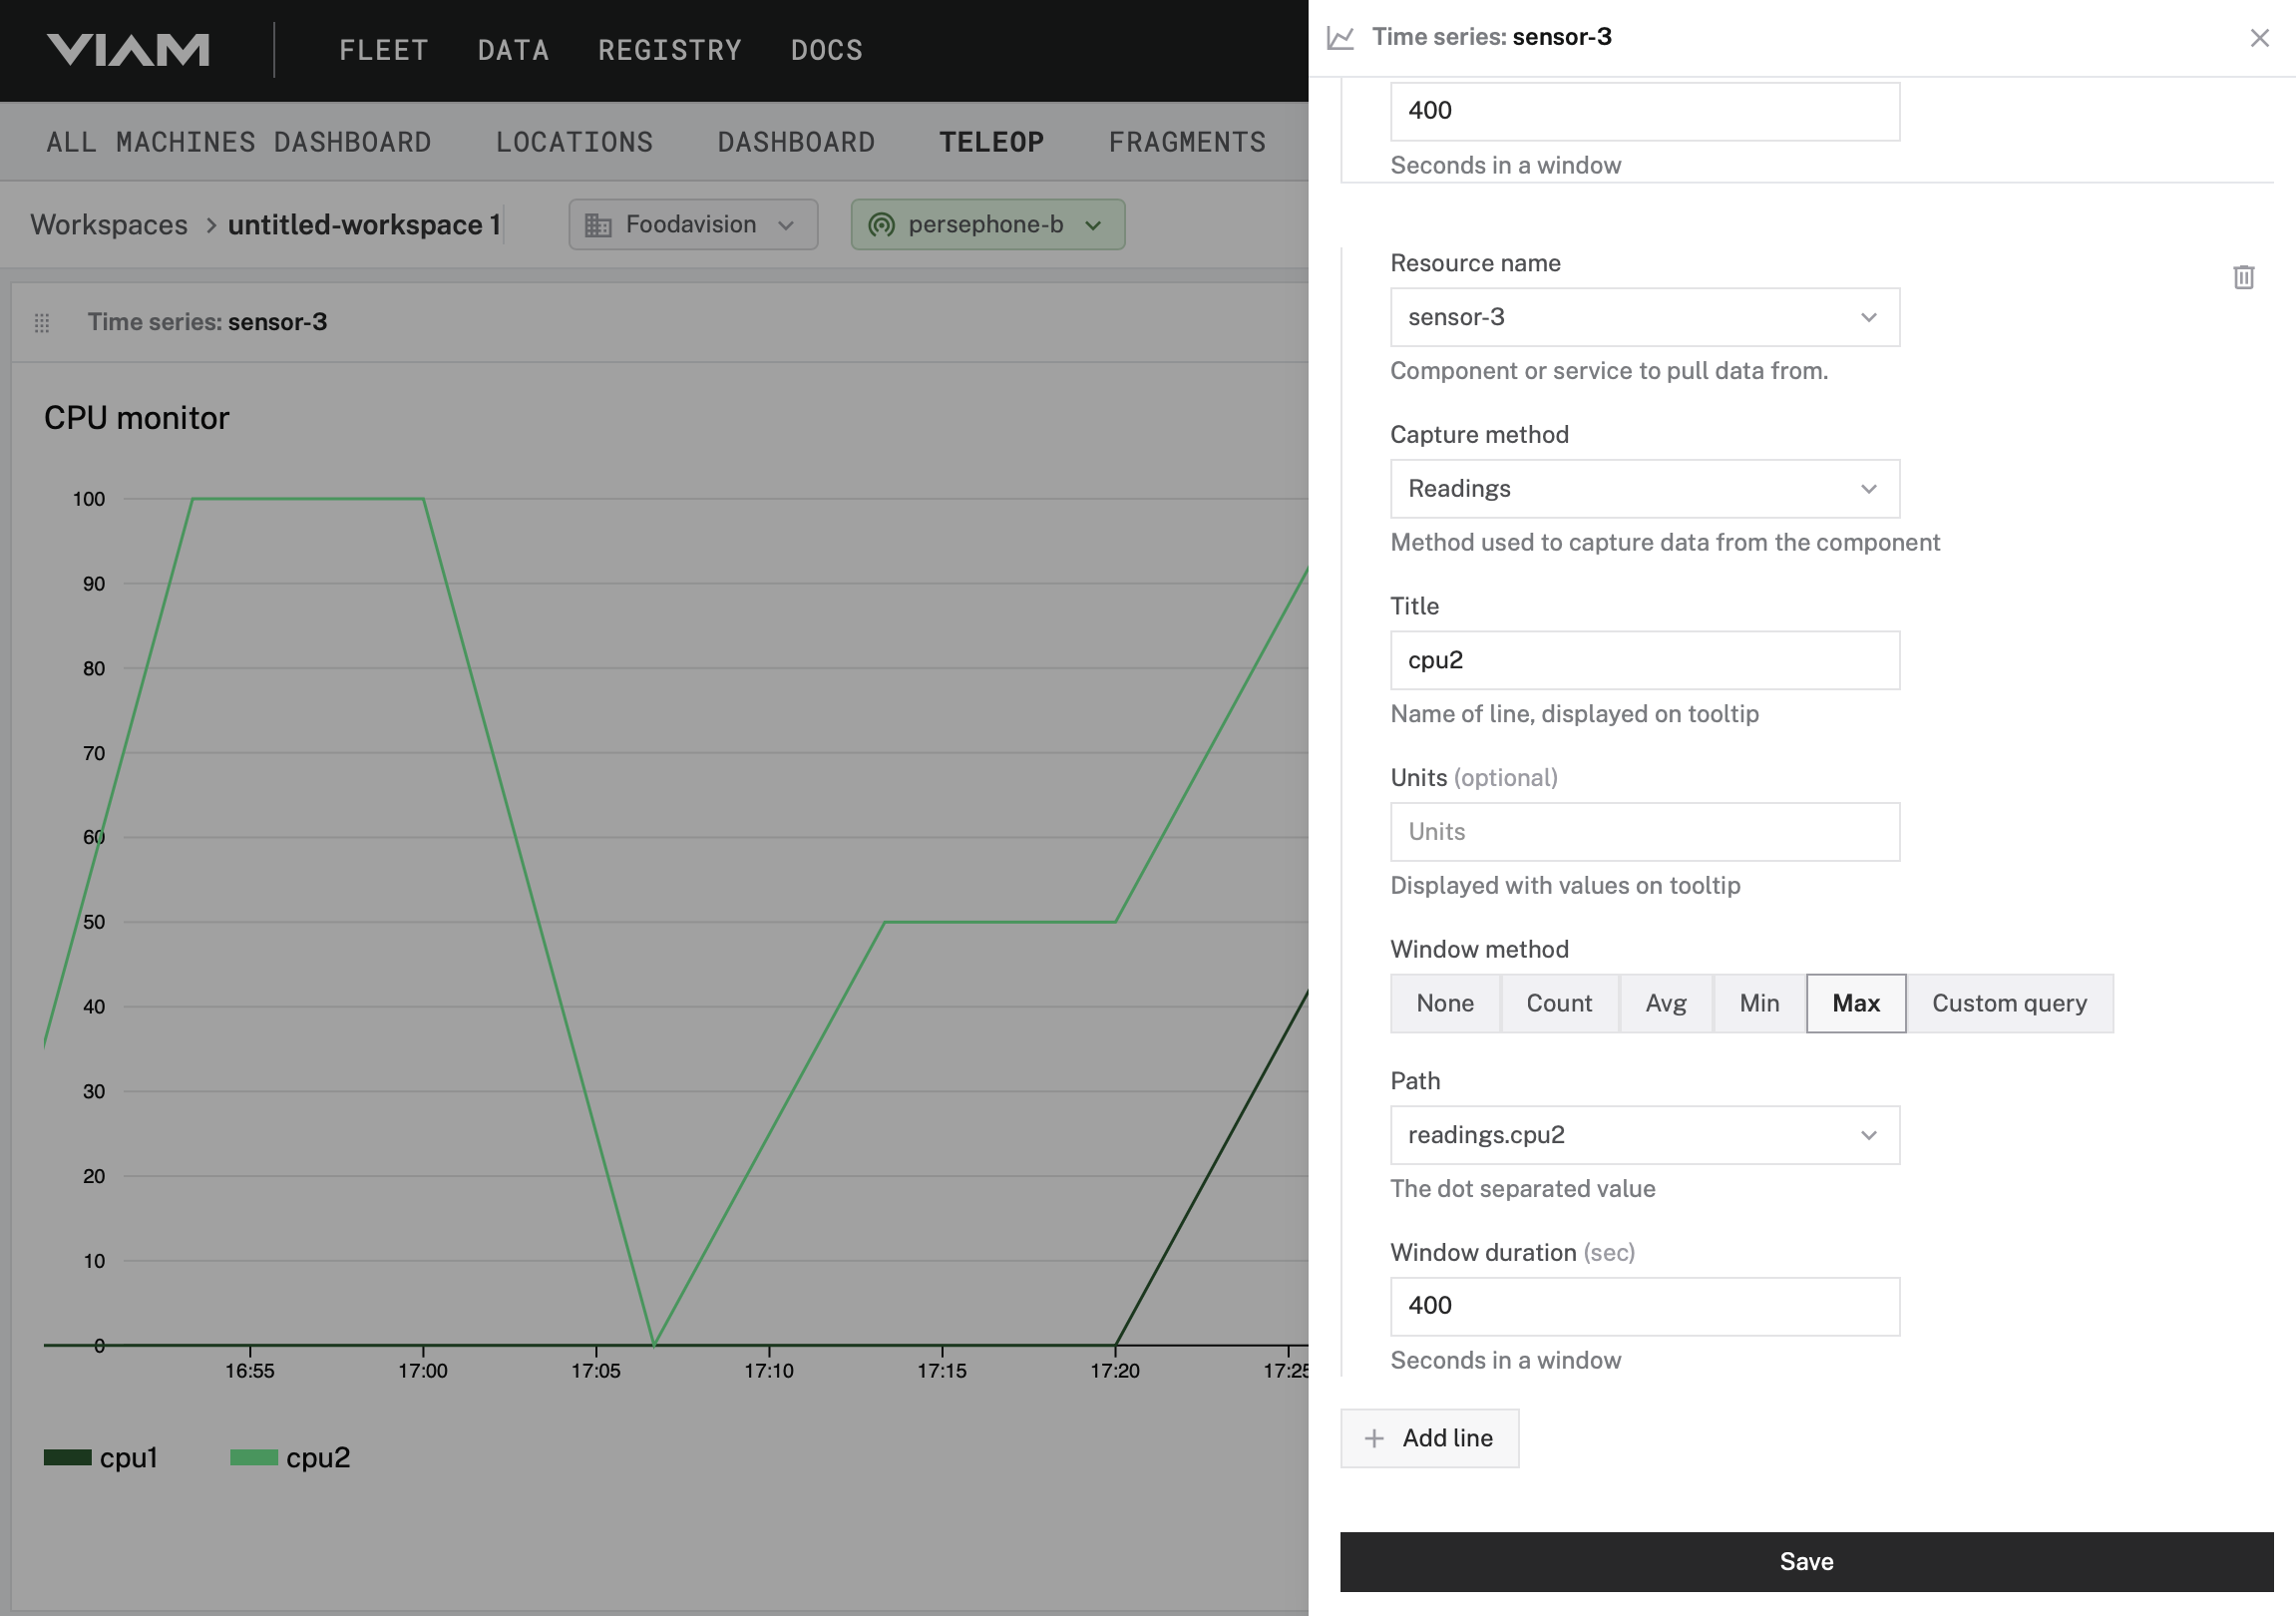 VIAM
FLEET DATA REGISTRY DOCS
ALL MACHINES DASHBOARD LOCATIONS DASHBOARD TELEOP FRAGMENTS
Workspaces > untitled-workspace 1 Foodavision persephone-b
Time series: sensor-3
CPU monitor
100
90
80
70
60
50
40
30
20
10
0
16:55 17:00 17:05 17:10 17:15 17:20 17:25
cpu1 cpu2
Time series: sensor-3
400
Seconds in a window
Resource name
sensor-3
Component or service to pull data from.
Capture method
Readings
Method used to capture data from the component
Title
cpu2
Name of line, displayed on tooltip
Units (optional)
Units
Displayed with values on tooltip
Window method
None Count Avg Min Max Custom query
Path
readings.cpu2
The dot separated value
Window duration (sec)
400
Seconds in a window
+ Add line
Save